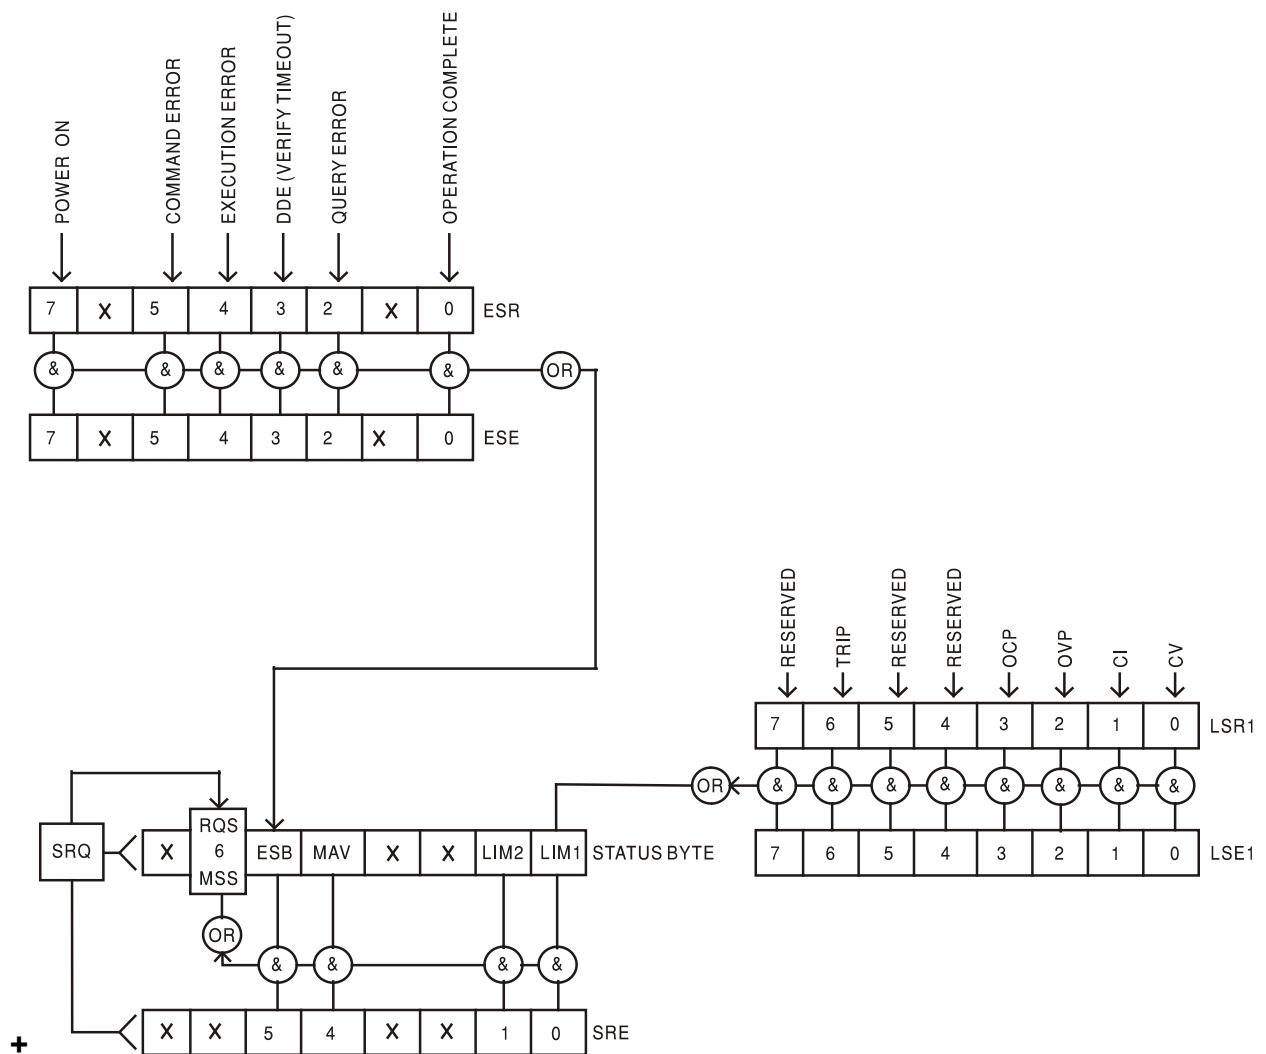 POWER ON
COMMAND ERROR
EXECUTION ERROR
DDE (VERIFY TIMEOUT)
QUERY ERROR
OPERATION COMPLETE
7 X 5 4 3 2 X 0 ESR
& & & & & & OR
7 X 5 4 3 2 X 0 ESE
RESERVED
TRIP
RESERVED
RESERVED
OCP
OVP
CI
CV
7 6 5 4 3 2 1 0 LSR1
OR & & & & & & & &
7 6 5 4 3 2 1 0 LSE1
SRQ
X RQS 6 MSS ESB MAV X X LIM2 LIM1 STATUS BYTE
OR
& & & &
X X 5 4 X X 1 0 SRE
+